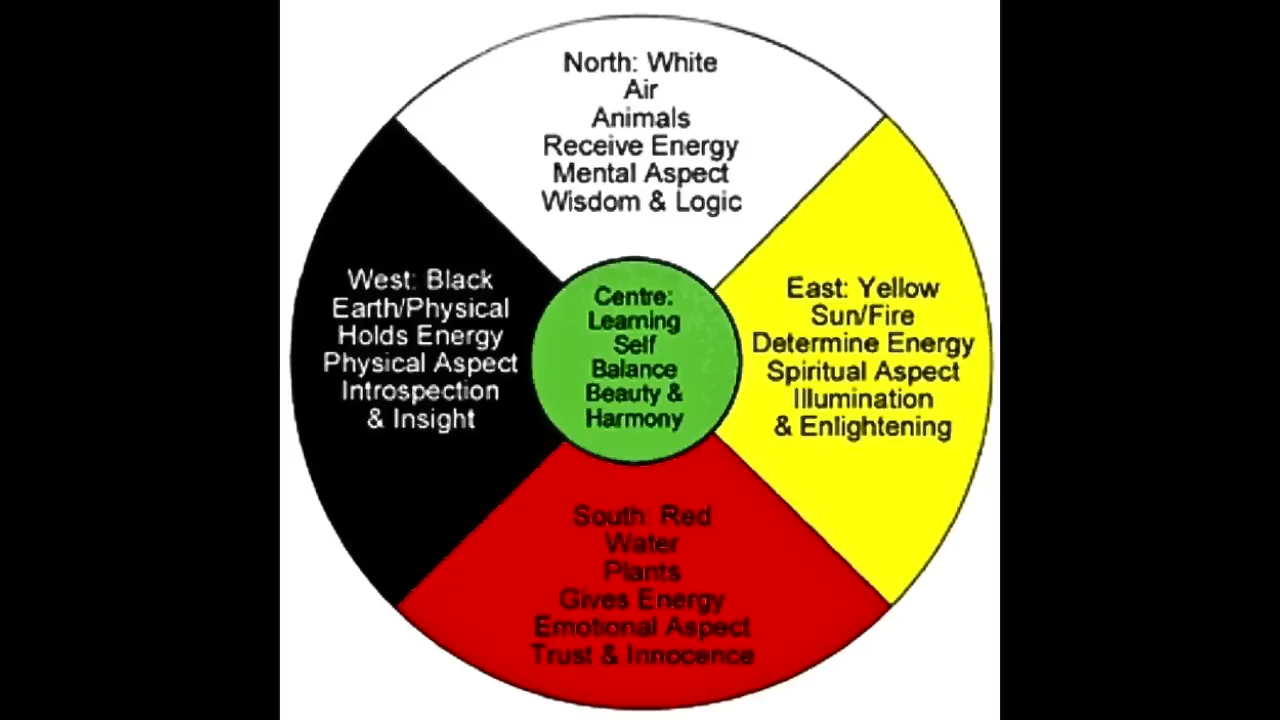 North: White
Air
Animals
Receive Energy
Mental Aspect
Wisdom & Logic
West: Black
Earth/Physical
Holds Energy
Physical Aspect
Introspection
& Insight
Centre:
Learning
Self
Balance
Beauty &
Harmony
East: Yellow
Sun/Fire
Determine Energy
Spiritual Aspect
Illumination
& Enlightening
South: Red
Water
Plants
Gives Energy
Emotional Aspect
Trust & Innocence